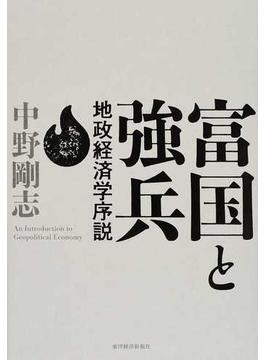 富国と
強兵
地政経済学序説
中野剛志
An Introduction to
Geopolitical Economy
東洋経済新報社